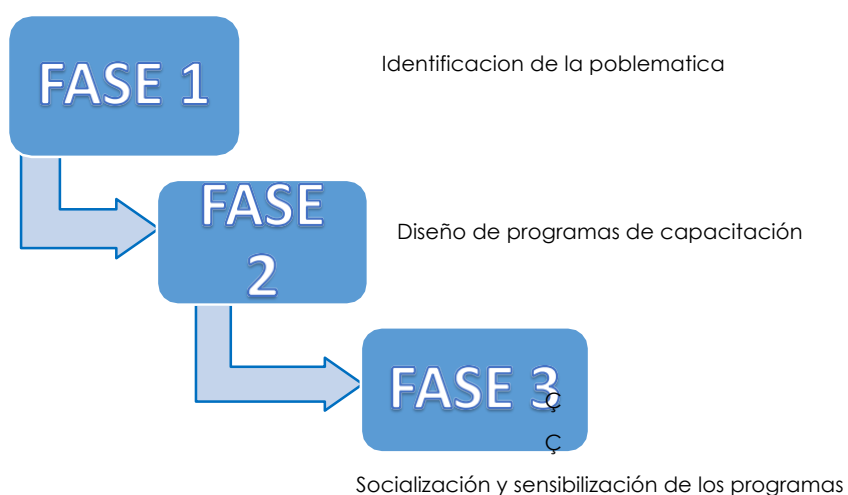 FASE 1
Identificacion de la poblematica
FASE
2
Diseño de programas de capacitación
FASE 3
Ç
Ç
Socialización y sensibilización de los programas